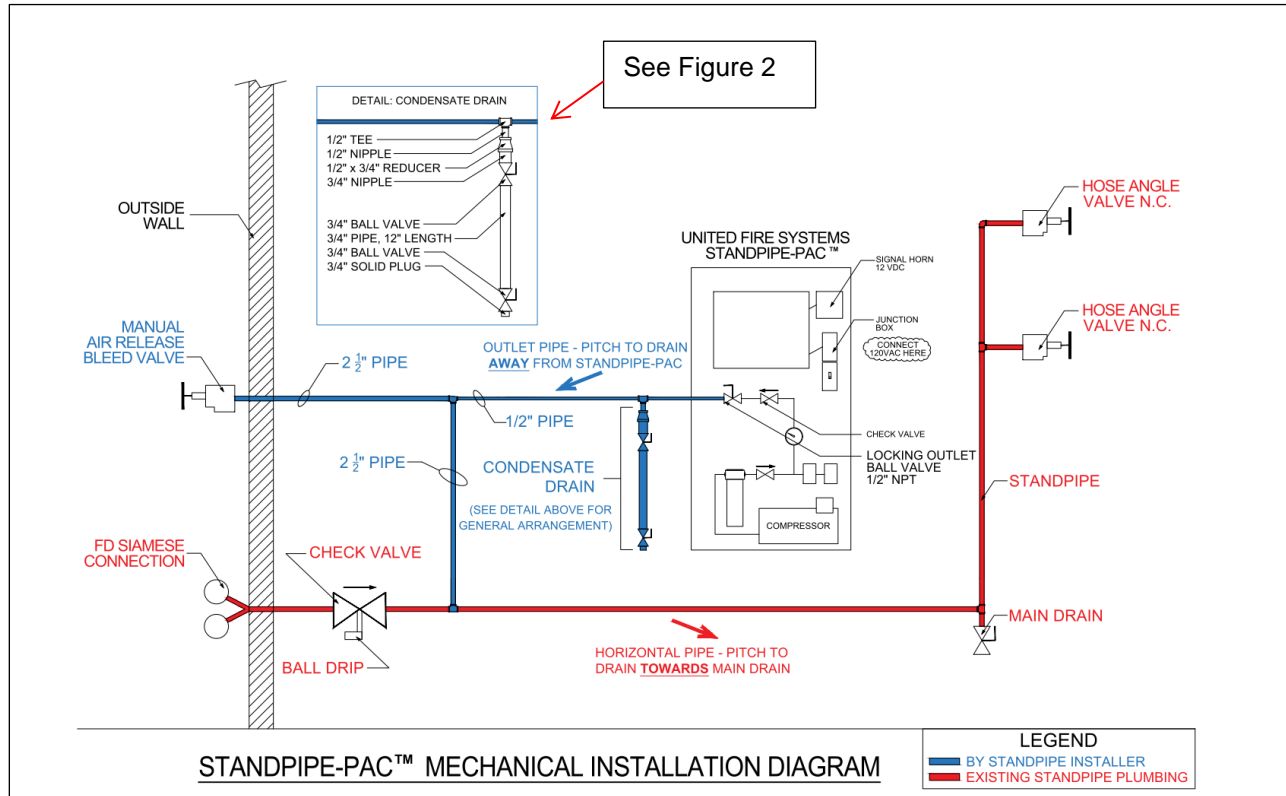 See Figure 2
DETAIL: CONDENSATE DRAIN
1/2" TEE
1/2" NIPPLE
1/2" x 3/4" REDUCER
3/4" NIPPLE
3/4" BALL VALVE
3/4" PIPE, 12" LENGTH
3/4" BALL VALVE
3/4" SOLID PLUG
OUTSIDE
WALL
UNITED FIRE SYSTEMS
STANDPIPE-PAC™
SIGNAL HORN
12 VDC
JUNCTION
BOX
CONNECT
120VAC HERE
HOSE ANGLE
VALVE N.C.
HOSE ANGLE
VALVE N.C.
MANUAL
AIR RELEASE
BLEED VALVE
2 ½" PIPE
OUTLET PIPE - PITCH TO DRAIN
AWAY FROM STANDPIPE-PAC
1/2" PIPE
2 ½" PIPE
CONDENSATE
DRAIN
(SEE DETAIL ABOVE FOR
GENERAL ARRANGEMENT)
CHECK VALVE
LOCKING OUTLET
BALL VALVE
1/2" NPT
COMPRESSOR
STANDPIPE
FD SIAMESE
CONNECTION
CHECK VALVE
BALL DRIP
HORIZONTAL PIPE - PITCH TO
DRAIN TOWARDS MAIN DRAIN
MAIN DRAIN
STANDPIPE-PAC™ MECHANICAL INSTALLATION DIAGRAM
LEGEND
BY STANDPIPE INSTALLER
EXISTING STANDPIPE PLUMBING